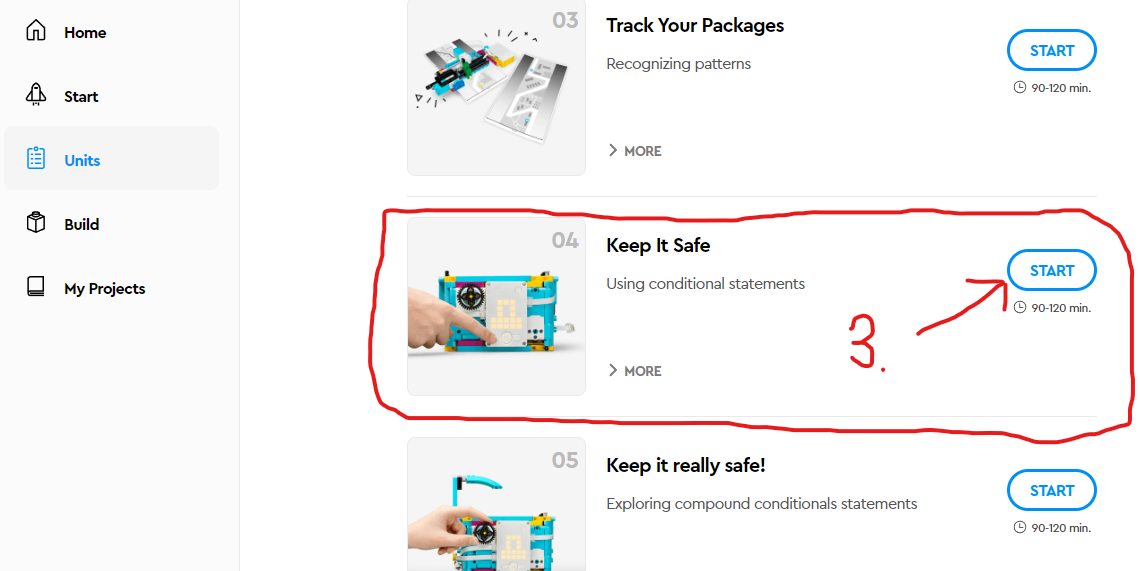 Home
Start
Units
Build
My Projects
03
Track Your Packages
Recognizing patterns
MORE
START
90-120 min.
04
Keep It Safe
Using conditional statements
MORE
START
90-120 min.
3.
05
Keep it really safe!
Exploring compound conditionals statements
START
90-120 min.